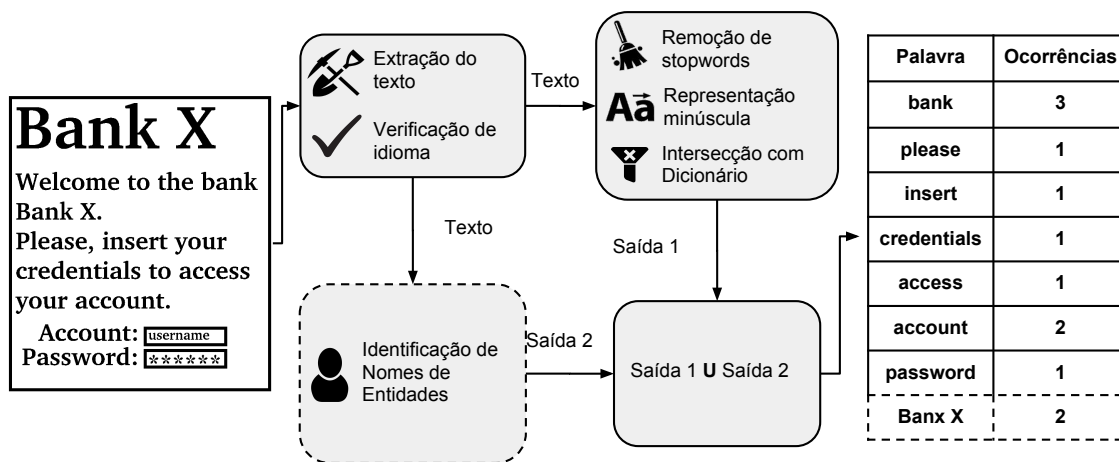 Bank X
Welcome to the bank
Bank X.
Please, insert your
credentials to access
your account.
Account: username
Password: ******
Extração do
texto
Verificação de
idioma
Texto
Texto
Remoção de
stopwords
Aa Representação
minúscula
Intersecção com
Dicionário
Saída 1
Identificação de
Nomes de
Entidades
Saída 2
Saída 1 U Saída 2
Palavra Ocorrências
bank 3
please 1
insert 1
credentials 1
access 1
account 2
password 1
Banx X 2